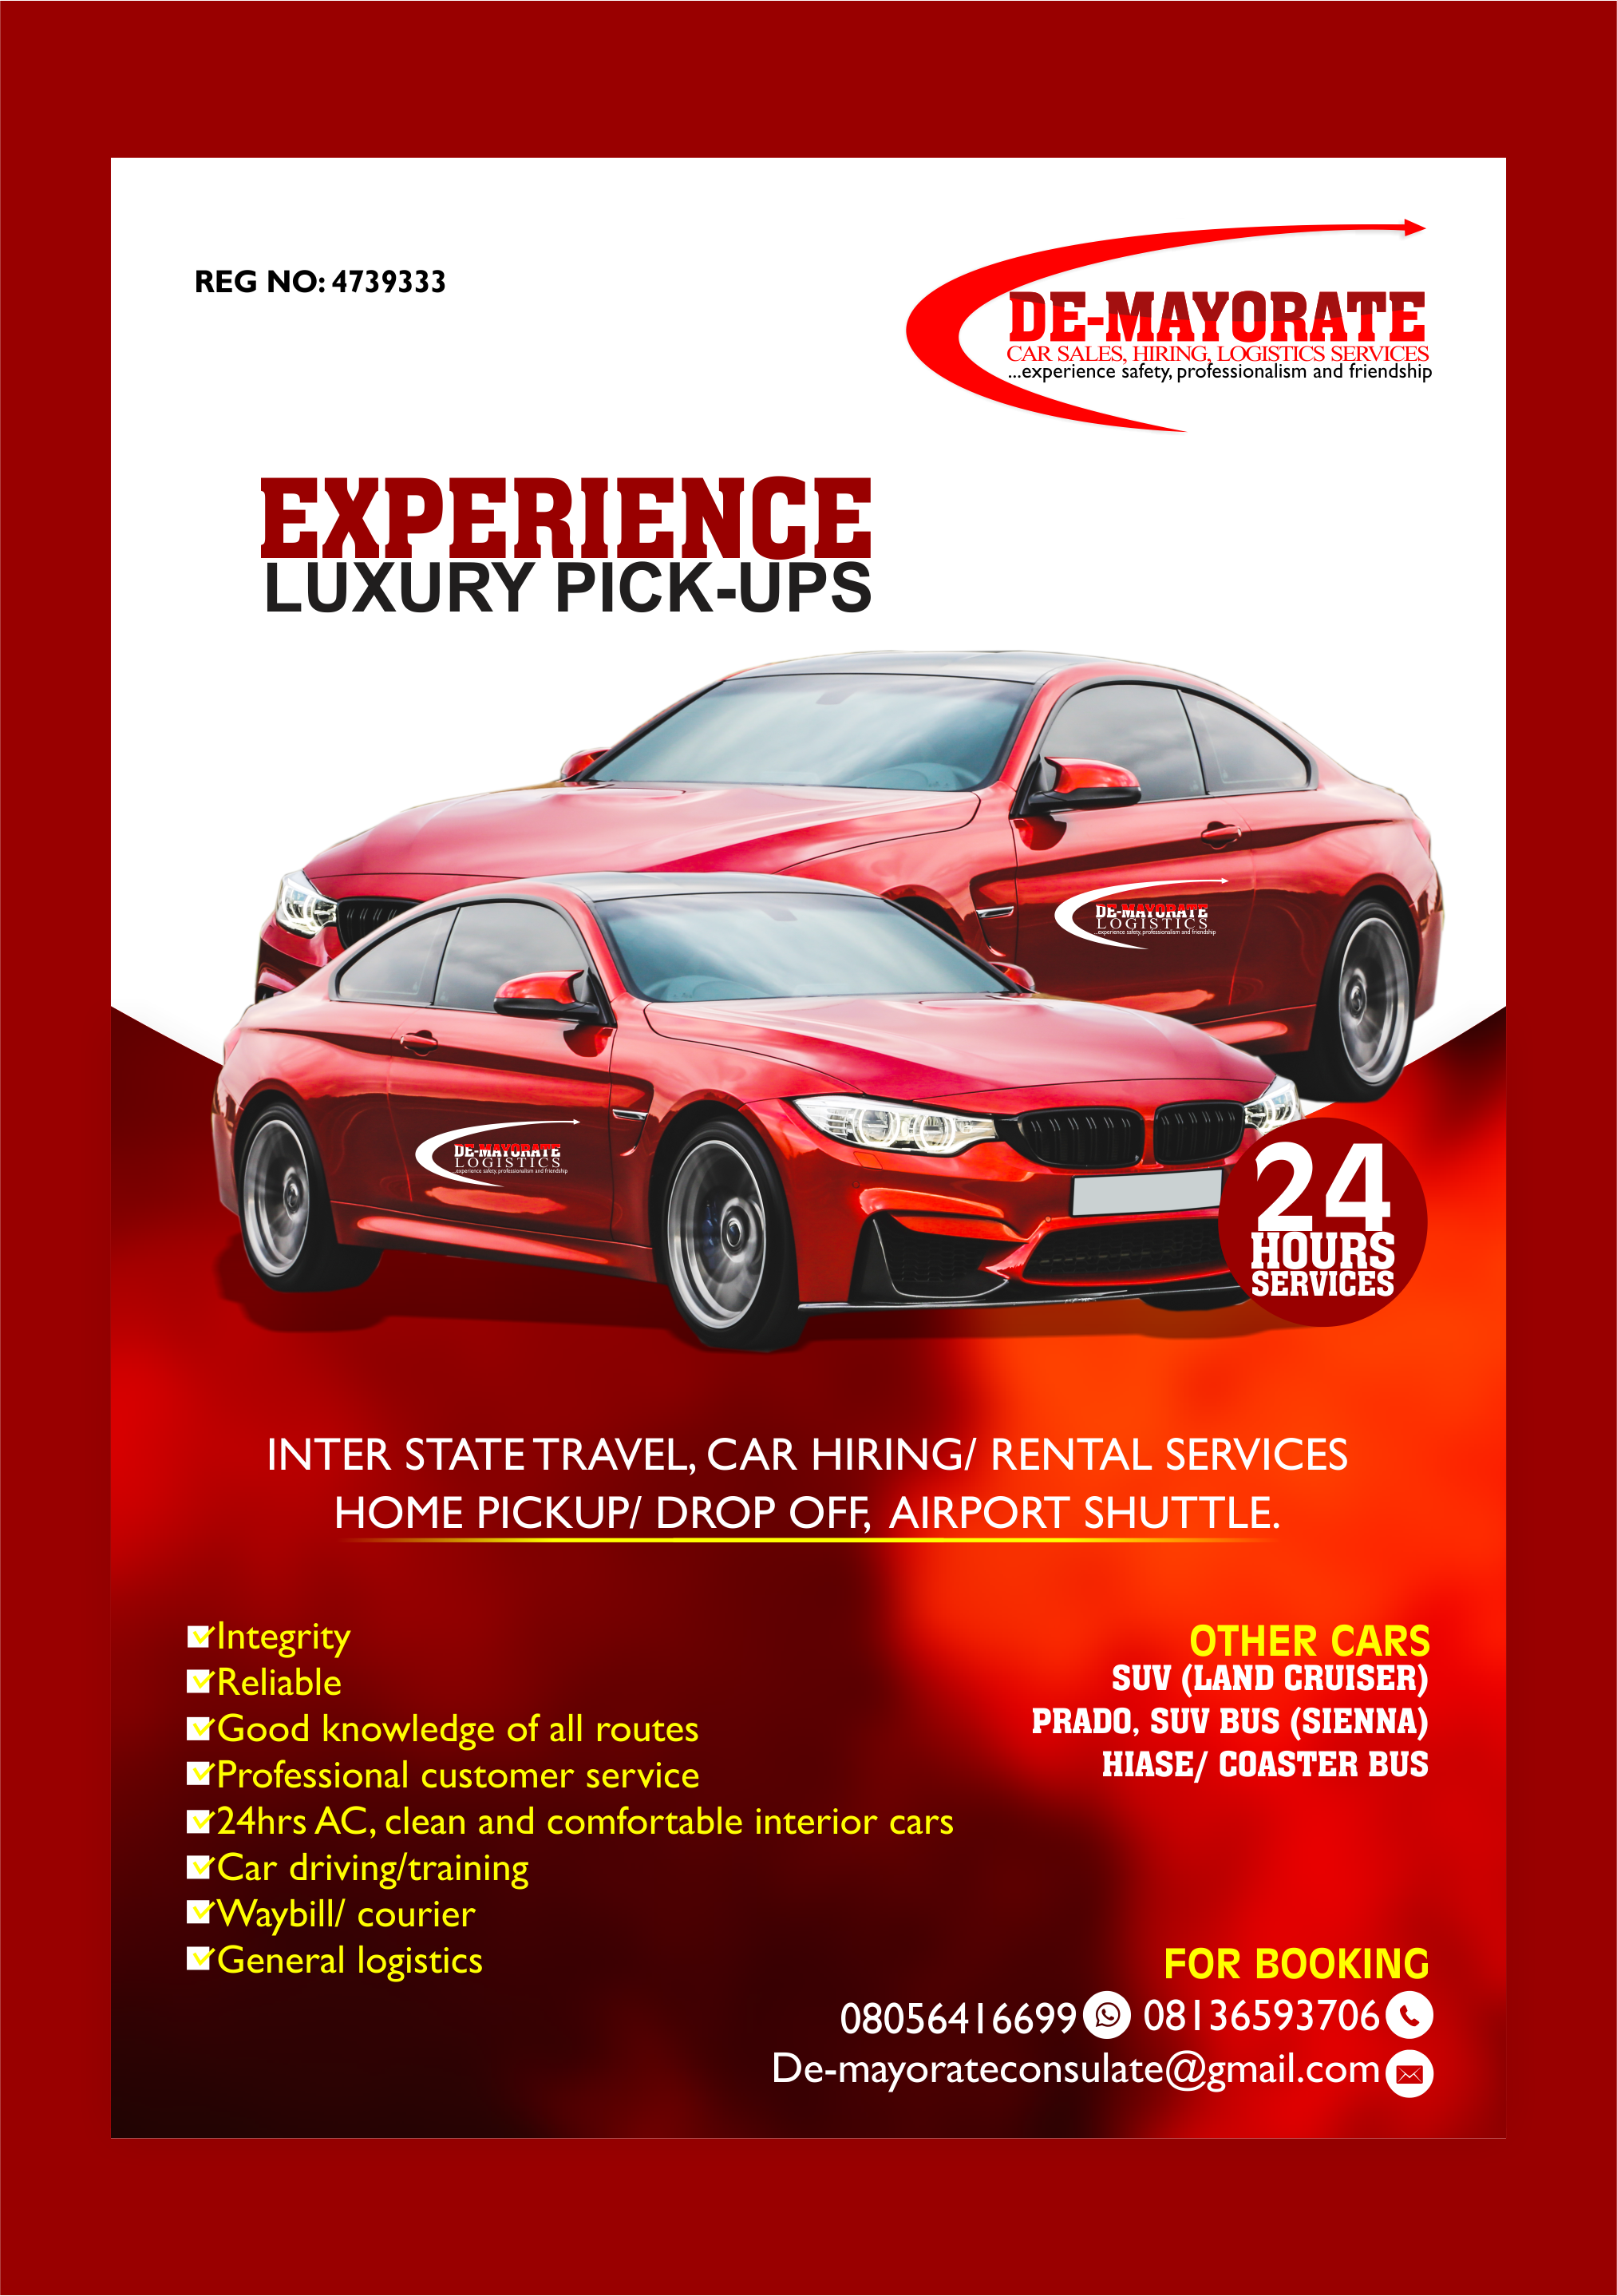 REG NO: 4739333
DE-MAYORATE
CAR SALES, HIRING, LOGISTICS SERVICES
...experience safety, professionalism and friendship
EXPERIENCE
LUXURY PICK-UPS
DE-MAYORATE
LOGISTICS
...experience safety, professionalism and friendship
DE-MAYORATE
LOGISTICS
...experience safety, professionalism and friendship
24
HOURS
SERVICES
INTER STATE TRAVEL, CAR HIRING/ RENTAL SERVICES
HOME PICKUP/ DROP OFF, AIRPORT SHUTTLE.
Integrity
Reliable
Good knowledge of all routes
Professional customer service
24hrs AC, clean and comfortable interior cars
Car driving/training
Waybill/ courier
General logistics
OTHER CARS
SUV (LAND CRUISER)
PRADO, SUV BUS (SIENNA)
HIASE/ COASTER BUS
FOR BOOKING
08056416699 08136593706
De-mayorateconsulate@gmail.com